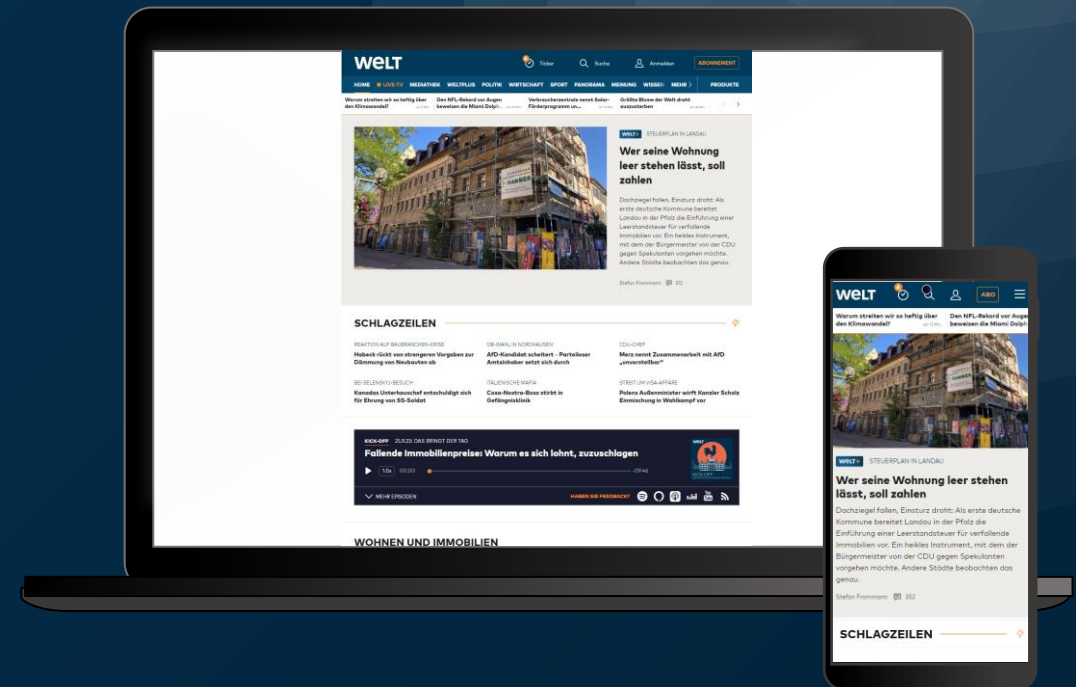 WELT
Ticker Suche Anmelden ABONNEMENT
HOME LIVE-TV MEDIATHEK WELTPLUS POLITIK WIRTSCHAFT SPORT PANORAMA MEINUNG WISSEN MEHR PRODUKTE
Warum streiten wir so heftig über
den Klimawandel?
Den NFL-Rekord vor Augen
beweisen die Miami Dolph...
Verbraucherzentrale nennt Solar-
Förderprogramm un...
Größte Blume der Welt droht
auszusterben
WELT+ STEUERPLAN IN LANDAU
Wer seine Wohnung
leer stehen lässt, soll
zahlen
Dachziegel fallen, Einsturz droht: Als
erste deutsche Kommune bereitet
Landau in der Pfalz die Einführung einer
Leerstandsteuer für verfallende
Immobilien vor. Ein heikles Instrument,
mit dem der Bürgermeister von der CDU
gegen Spekulanten vorgehen möchte.
Andere Städte beobachten das genau.
Stefan Frommann 312
SCHLAGZEILEN
REAKTION AUF BAUBRANCHEN-KRISE
Habeck rückt von strengeren Vorgaben zur
Dämmung von Neubauten ab
OB-WAHL IN NORDHAUSEN
AfD-Kandidat scheitert – Parteiloser
Amtsinhaber setzt sich durch
CDU-CHEF
Merz nennt Zusammenarbeit mit AfD
„unvorstellbar“
BEI SELENSKYJ-BESUCH
Kanadas Unterhauschef entschuldigt sich
für Ehrung von SS-Soldat
ITALIENISCHE MAFIA
Cosa-Nostra-Boss stirbt in
Gefängnisklinik
STREIT UM VISA-AFFÄRE
Polens Außenminister wirft Kanzler Scholz
Einmischung in Wahlkampf vor
KICK-OFF 25.9.23: DAS BRINGT DER TAG
Fallende Immobilienpreise: Warum es sich lohnt, zuzuschlagen
1.0x 00:00 -09:46
MEHR EPISODEN HABEN SIE FEEDBACK?
WELT
KICK-OFF
WOHNEN UND IMMOBILIEN
WELT ABO
Warum streiten wir so heftig über
den Klimawandel?
Den NFL-Rekord vor Augen
beweisen die Miami Dolph
WELT+ STEUERPLAN IN LANDAU
Wer seine Wohnung leer stehen
lässt, soll zahlen
Dachziegel fallen, Einsturz droht: Als erste deutsche
Kommune bereitet Landau in der Pfalz die
Einführung einer Leerstandsteuer für verfallende
Immobilien vor. Ein heikles Instrument, mit dem der
Bürgermeister von der CDU gegen Spekulanten
vorgehen möchte. Andere Städte beobachten das
genau.
Stefan Frommann 352
SCHLAGZEILEN